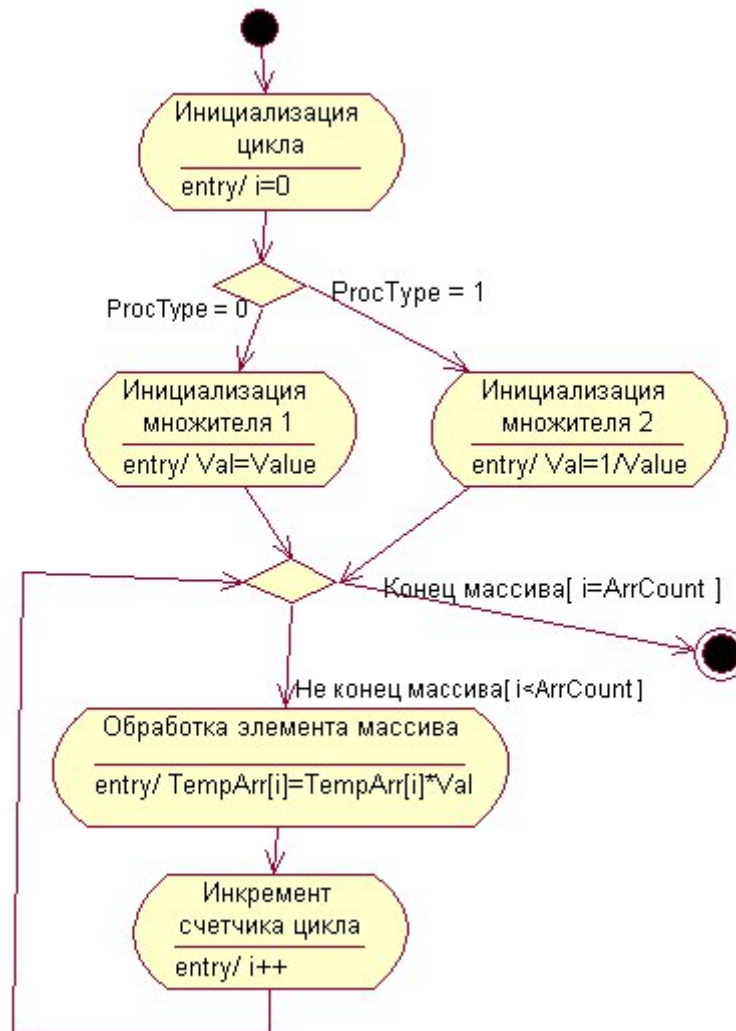 Инициализация
цикла
entry/ i=0
ProcType = 0
ProcType = 1
Инициализация
множителя 1
entry/ Val=Value
Инициализация
множителя 2
entry/ Val=1/Value
Конец массива[ i=ArrCount ]
Не конец массива[ i<ArrCount ]
Обработка элемента массива
entry/ TempArr[i]=TempArr[i]*Val
Инкремент
счетчика цикла
entry/ i++